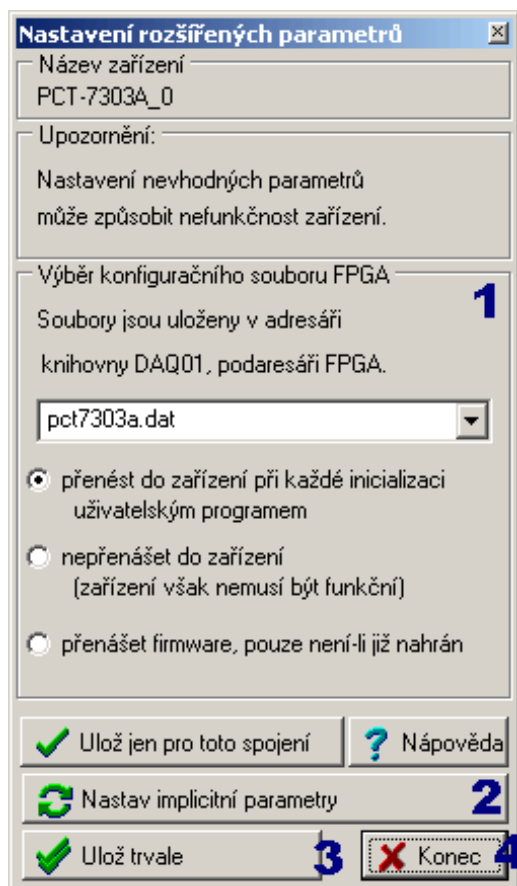 Nastavení rozšířených parametrů
Název zařízení
PCT-7303A_0
Upozornění:
Nastavení nevhodných parametrů
může způsobit nefunkčnost zařízení.
Výběr konfiguračního souboru FPGA
1
Soubory jsou uloženy v adresáři
knihovny DAQ01, podaresáři FPGA.
pct7303a.dat
přenést do zařízení při každé inicializaci
uživatelským programem
nepřenášet do zařízení
(zařízení však nemusí být funkční)
přenášet firmware, pouze není-li již nahrán
Ulož jen pro toto spojení
? Nápověda
Nastav implicitní parametry 2
Ulož trvale 3
Konec 4